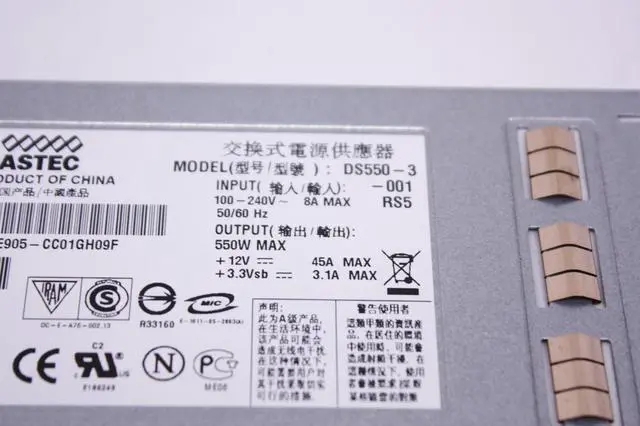 ASTEC
PRODUCT OF CHINA
国产品/中國產品
E905-CC01GH09F
交換式電源供應器
MODEL(型号/型號): DS550-3
INPUT(输入/輸入): -001
100-240V~ 8A MAX RS5
50/60 Hz
OUTPUT(输出/輸出):
550W MAX
+12V 45A MAX
+3.3Vsb 3.1A MAX
TRAM
S
R33160
MIC
CE
C2
US
E186249
N
PC
ME06
声明:
此为A级产品,
在生活环境中
该产品可能会
造成无线电干扰
在这种情况下,
可能需要用户对
其干扰采取切实
可行的措施.
警告使用者
這類甲類的資訊產
品, 在居住的環境
中使用時, 可能會
造成射頻干擾, 在
這種情況下, 使用
者會被要求採取
某些適當的對策